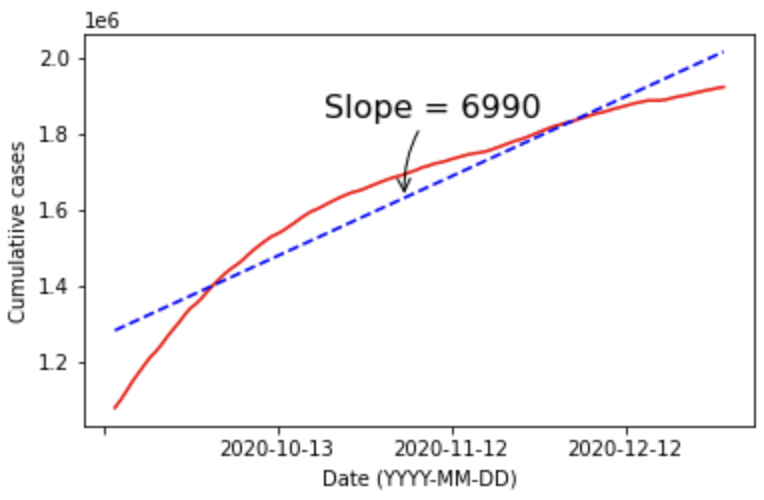 1e6
2.0
1.8
1.6
1.4
1.2
Cumulatiive cases
Slope = 6990
2020-10-13 2020-11-12 2020-12-12
Date (YYYY-MM-DD)